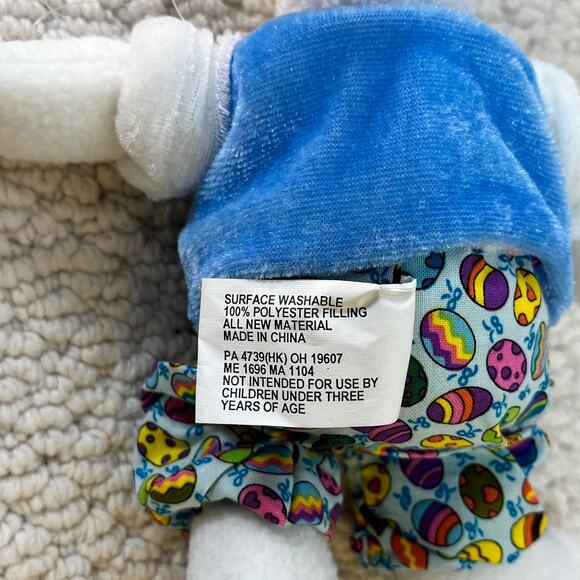 SURFACE WASHABLE
100% POLYESTER FILLING
ALL NEW MATERIAL
MADE IN CHINA
PA 4739(HK) OH 19607
ME 1696 MA 1104
NOT INTENDED FOR USE BY
CHILDREN UNDER THREE
YEARS OF AGE